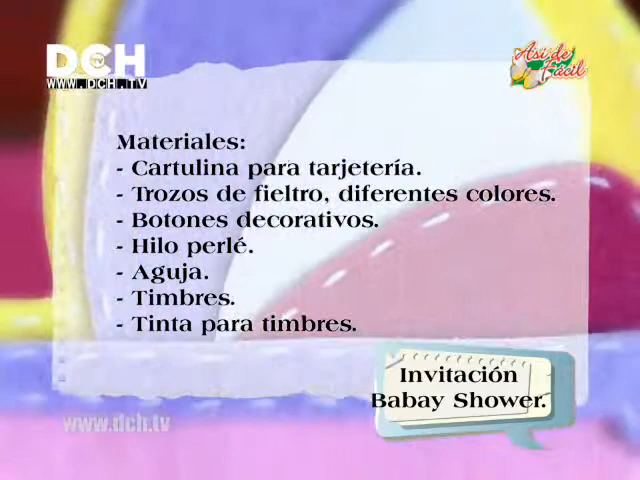 DCH
WWW.DCH.TV
Así de
Fácil
Materiales:
- Cartulina para tarjetería.
- Trozos de fieltro, diferentes colores.
- Botones decorativos.
- Hilo perlé.
- Aguja.
- Timbres.
- Tinta para timbres.
Invitación
Babay Shower.
www.dch.tv